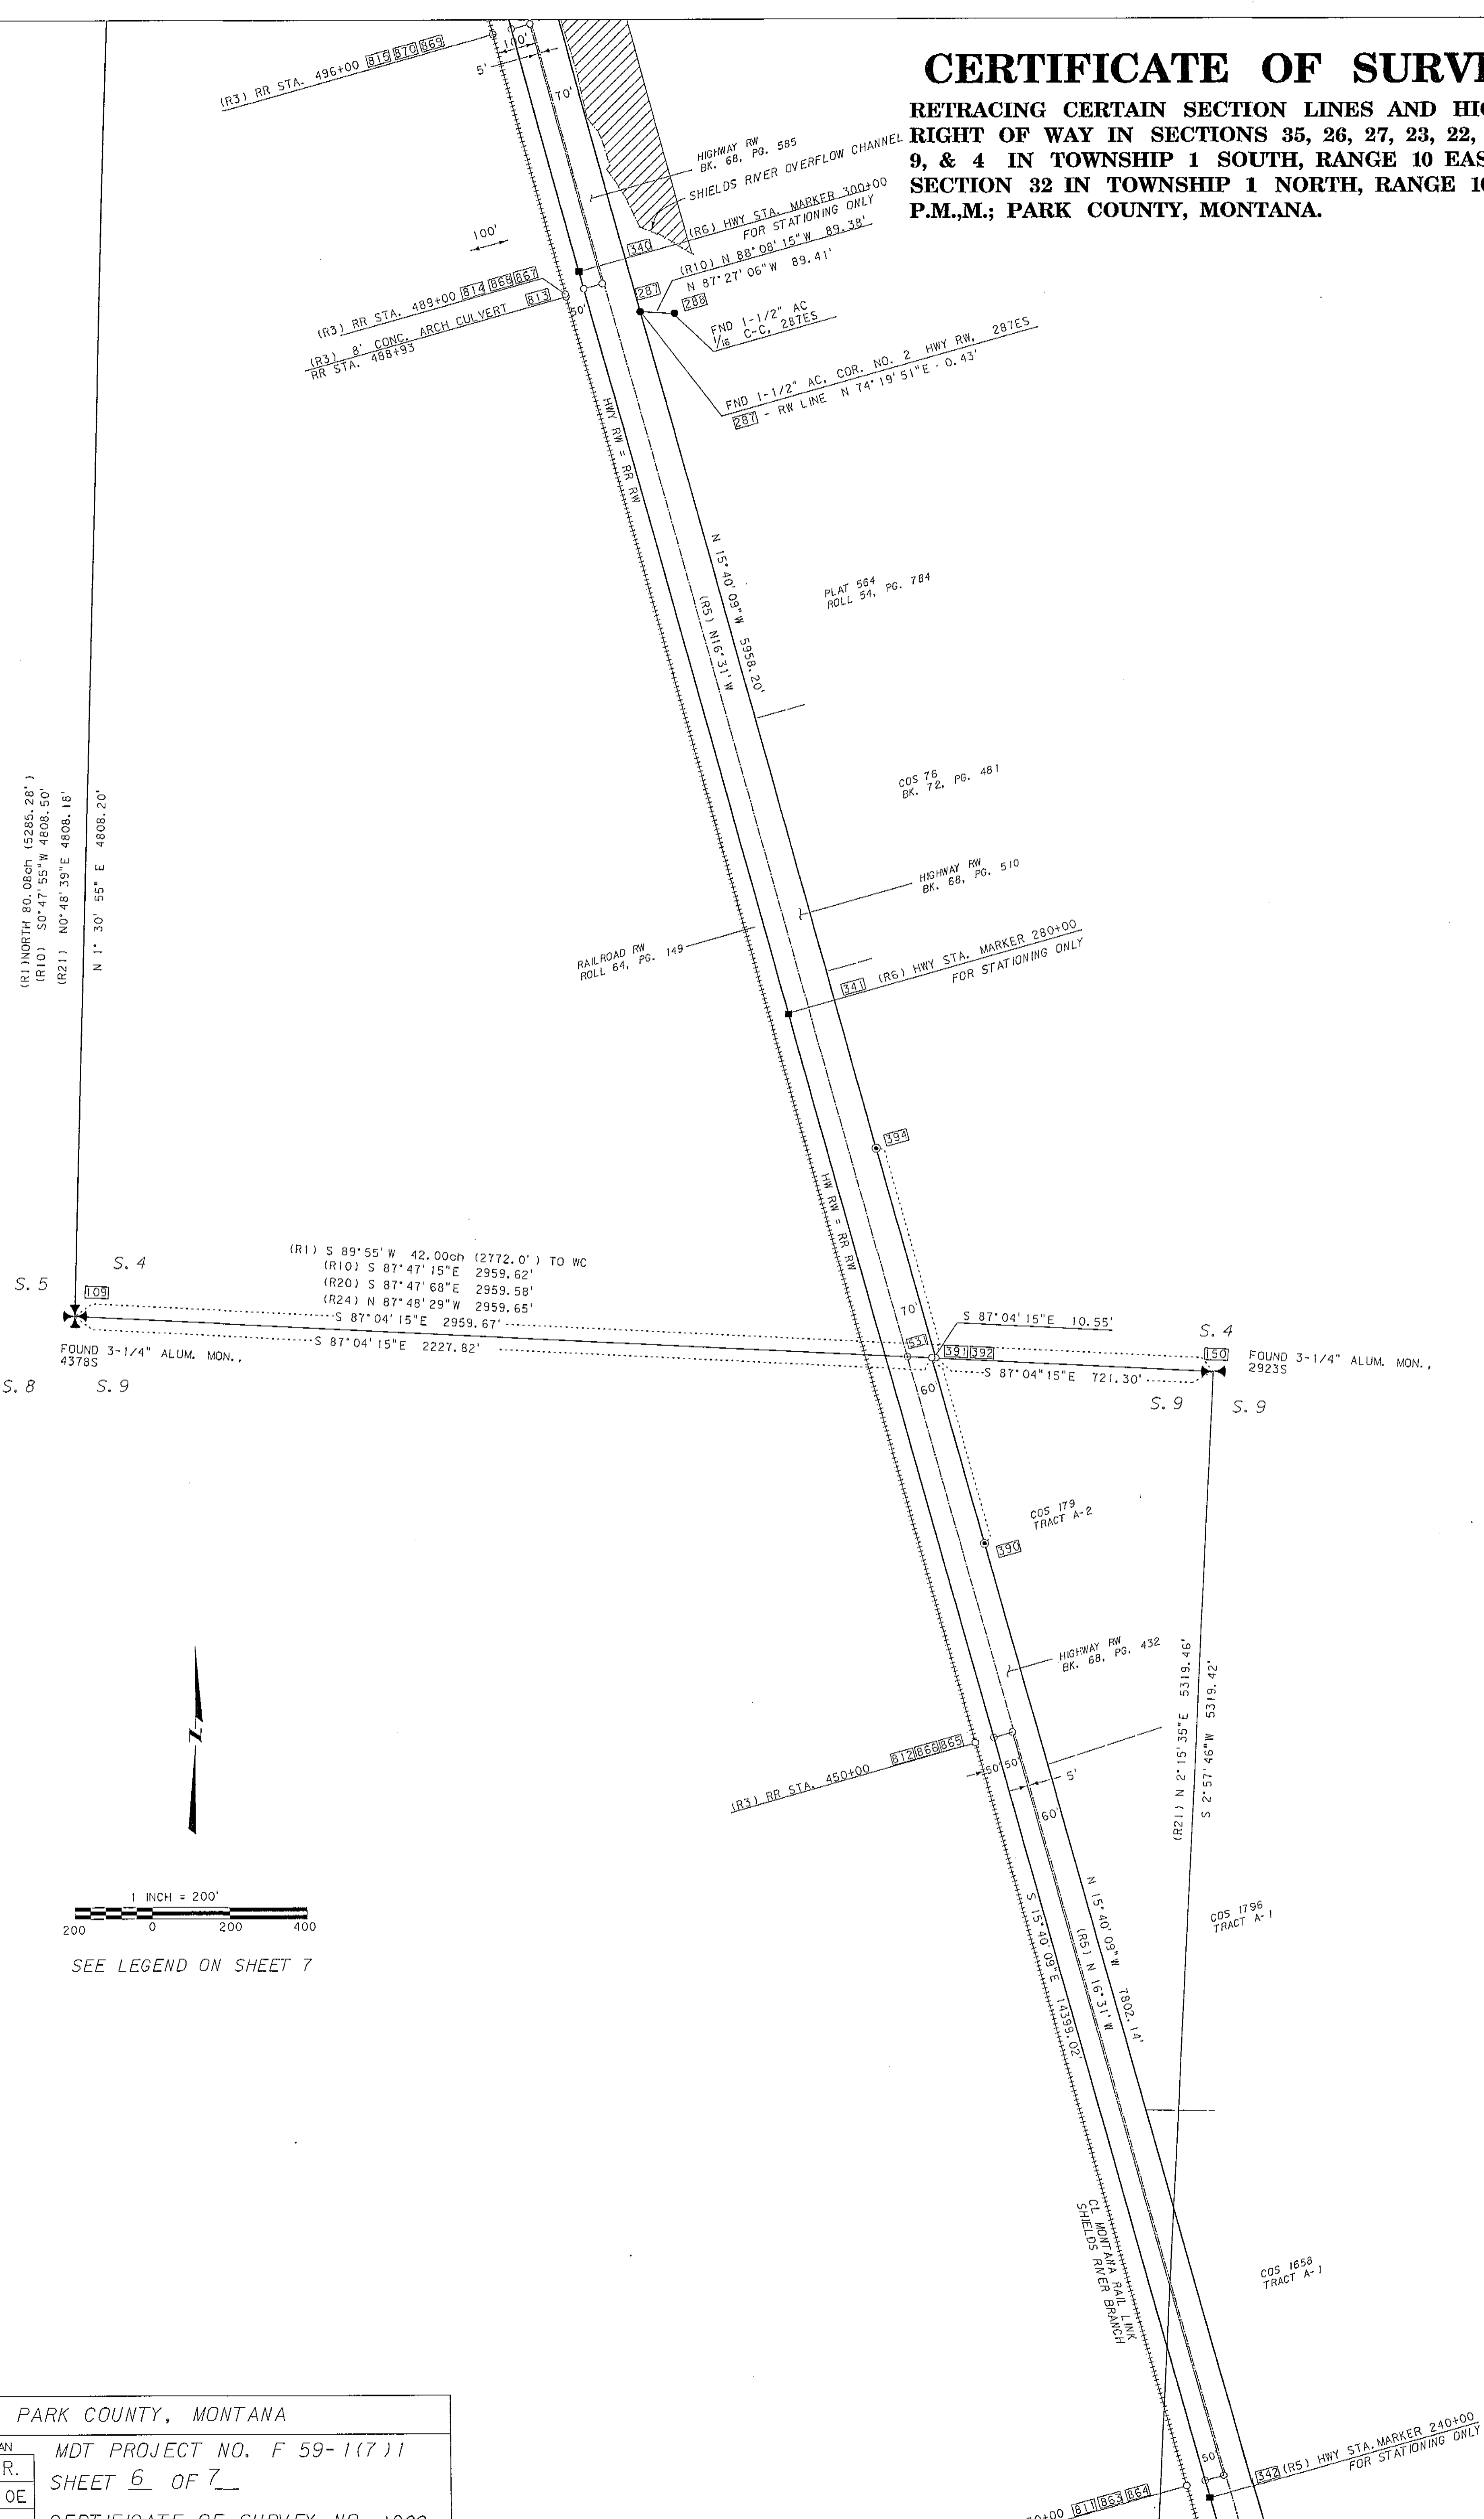 CERTIFICATE OF
RETRACING CERTAIN SECTION LINES AND
RIGHT OF WAY IN SECTIONS 35, 26, 27, 23, 22,
9, & 4 IN TOWNSHIP 1 SOUTH, RANGE 10
SECTION 32 IN TOWNSHIP 1 NORTH, RANGE
P.M.,M.; PARK COUNTY, MONTANA.
(R3) RR STA. 496+00 815 870 869
100'
5'
70'
HIGHWAY RW
BK. 68, PG. 585
SHIELDS RIVER OVERFLOW CHANNEL
340 (R6) HWY STA. MARKER 300+00
FOR STATIONING ONLY
100'
(R10) N 88°08'15"W 89.38'
N 87°27'06"W 89.41'
287
288
(R3) RR STA. 489+00 814 868 867
(R3) 8' CONC. ARCH CULVERT 813
RR STA. 488+93
50'
FND 1-1/2" AC
1/16 C-C, 287ES
FND 1-1/2" AC, COR. NO. 2 HWY RW, 287ES
287 - RW LINE N 74°19'51"E - 0.43'
HWY RW = RR RW
N 15°40'09"W 5958.20'
(R5) N16°31'W
PLAT 564
ROLL 54, PG. 784
COS 76
BK. 72, PG. 481
(R1)NORTH 80.08ch (5285.28')
(R10) S0°47'55"W 4808.50'
(R21) N0°48'39"E 4808.18'
N 1° 30' 55" E 4808.20'
HIGHWAY RW
BK. 68, PG. 510
RAILROAD RW
ROLL 64, PG. 149
341 (R6) HWY STA. MARKER 280+00
FOR STATIONING ONLY
394
HW RW = RR RW
(R1) S 89°55'W 42.00ch (2772.0') TO WC
(R10) S 87°47'15"E 2959.62'
(R20) S 87°47'68"E 2959.58'
(R24) N 87°48'29"W 2959.65'
S 87°04'15"E 2959.67'
S 87°04'15"E 2227.82'
S. 5
S. 4
109
FOUND 3-1/4" ALUM. MON.,
4378S
S. 8
S. 9
70'
531
60'
391 392
S 87°04'15"E 10.55'
S 87°04"15"E 721.30'
S. 4
150
FOUND 3-1/4" ALUM. MON.,
2923S
S. 9
S. 9
COS 179
TRACT A-2
390
HIGHWAY RW
BK. 68, PG. 432
(R3) RR STA. 450+00 812 866 865
50' 50'
5'
60'
(R21) N 2°15'35"E 5319.46'
S 2°57'46"W 5319.42'
N
1 INCH = 200'
200 0 200 400
SEE LEGEND ON SHEET 7
S 15°40'09"E 14399.02'
(R5) N 16°31'W
N 15°40'09"W 7802.14'
COS 1796
TRACT A-1
CL MONTANA RAIL LINK
SHIELDS RIVER BRANCH
COS 1658
TRACT A-1
50'
342 (R5) HWY STA. MARKER 240+00
FOR STATIONING ONLY
811 863 864
PARK COUNTY, MONTANA
MDT PROJECT NO. F 59-1(7)1
R.
SHEET 6 OF 7
OE
CERTIFICATE OF SURVEY NO.